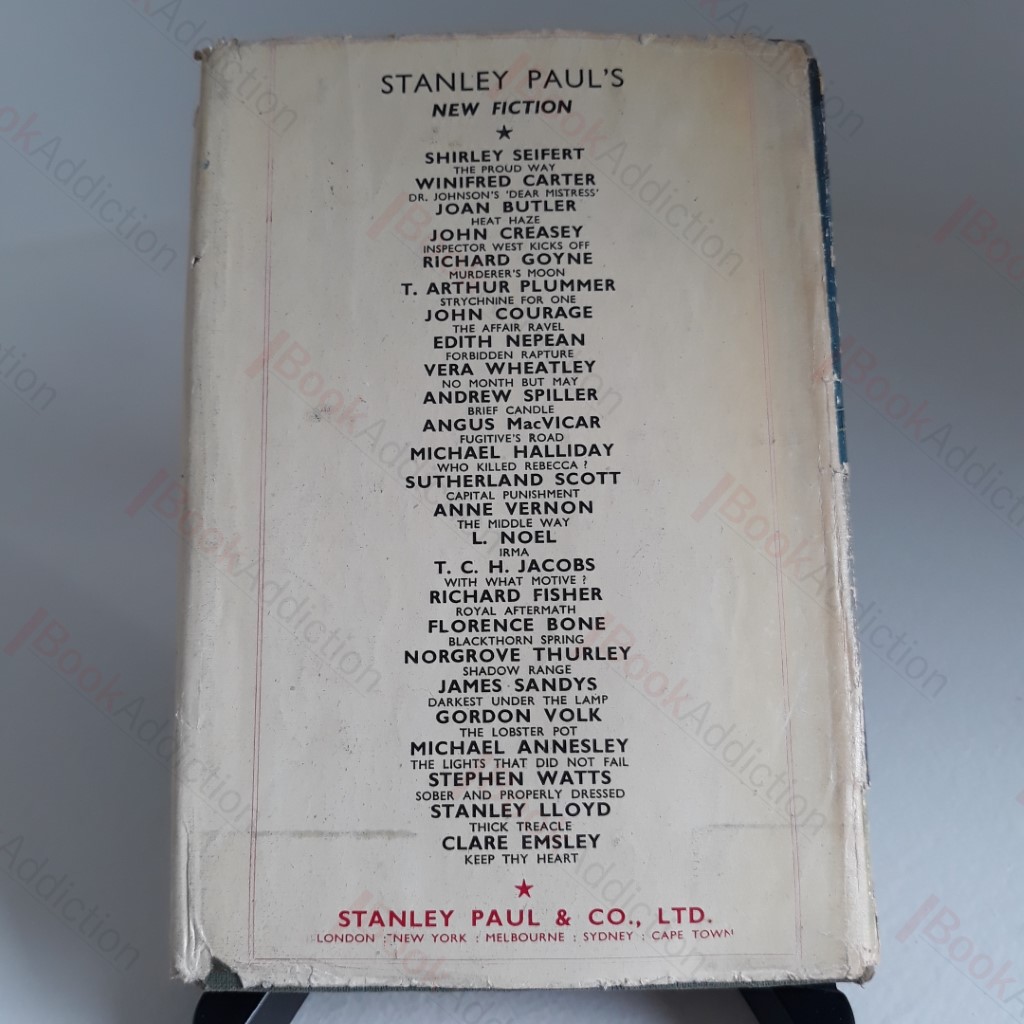 STANLEY PAUL'S
NEW FICTION
SHIRLEY SEIFERT
THE PROUD WAY
WINIFRED CARTER
DR. JOHNSON'S 'DEAR MISTRESS'
JOAN BUTLER
HEAT HAZE
JOHN CREASEY
INSPECTOR WEST KICKS OFF
RICHARD GOYNE
MURDERER'S MOON
T. ARTHUR PLUMMER
STRYCHNINE FOR ONE
JOHN COURAGE
THE AFFAIR RAVEL
EDITH NEPEAN
FORBIDDEN RAPTURE
VERA WHEATLEY
NO MONTH BUT MAY
ANDREW SPILLER
BRIEF CANDLE
ANGUS MacVICAR
FUGITIVE'S ROAD
MICHAEL HALLIDAY
WHO KILLED REBECCA ?
SUTHERLAND SCOTT
CAPITAL PUNISHMENT
ANNE VERNON
THE MIDDLE WAY
L. NOEL
IRMA
T. C. H. JACOBS
WITH WHAT MOTIVE ?
RICHARD FISHER
ROYAL AFTERMATH
FLORENCE BONE
BLACKTHORN SPRING
NORGROVE THURLEY
SHADOW RANGE
JAMES SANDYS
DARKEST UNDER THE LAMP
GORDON VOLK
THE LOBSTER POT
MICHAEL ANNESLEY
THE LIGHTS THAT DID NOT FAIL
STEPHEN WATTS
SOBER AND PROPERLY DRESSED
STANLEY LLOYD
THICK TREACLE
CLARE EMSLEY
KEEP THY HEART
STANLEY PAUL & CO., LTD.
LONDON : NEW YORK : MELBOURNE : SYDNEY : CAPE TOWN
BookAddiction